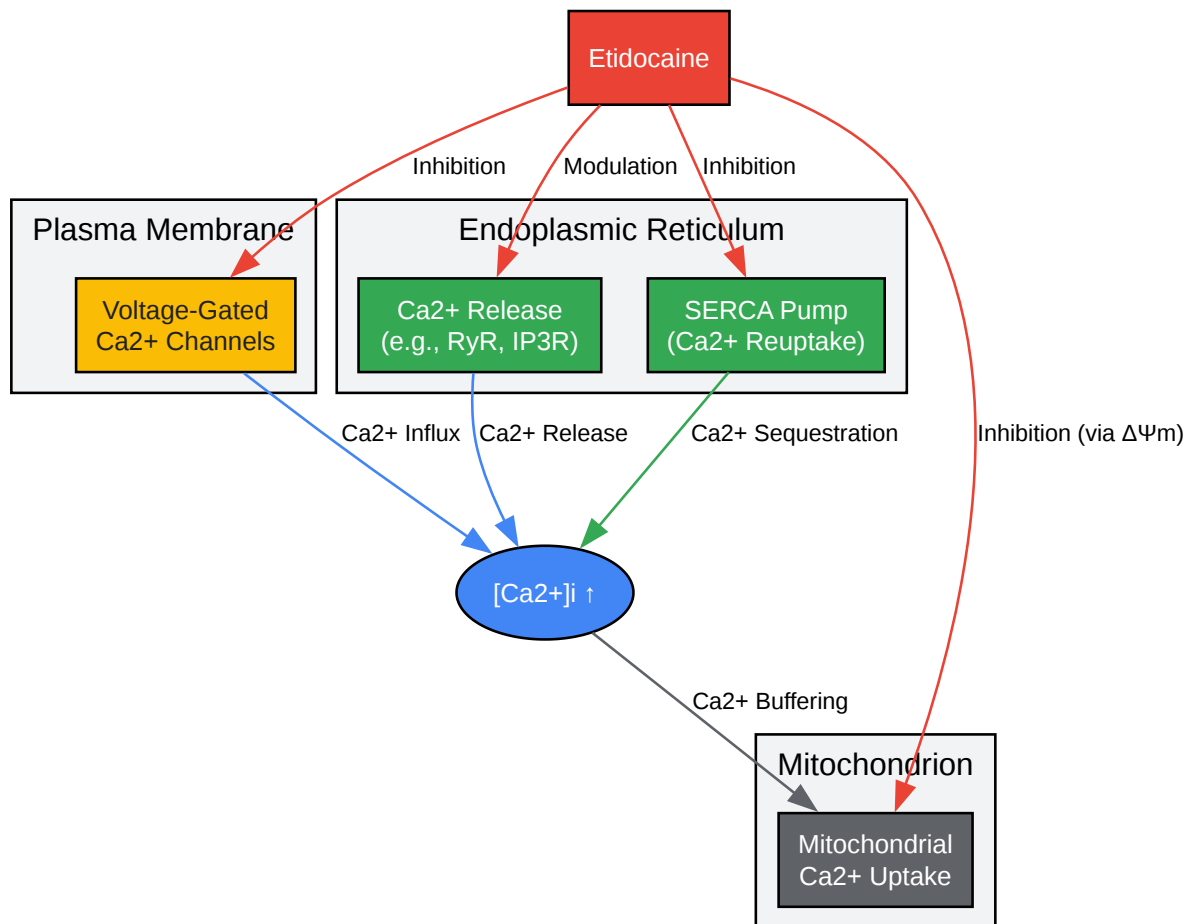 Etidocaine
Inhibition
Modulation
Inhibition
Plasma Membrane
Endoplasmic Reticulum
Voltage-Gated
Ca2+ Channels
Ca2+ Release
(e.g., RyR, IP3R)
SERCA Pump
(Ca2+ Reuptake)
Ca2+ Influx
Ca2+ Release
Ca2+ Sequestration
Inhibition (via ΔΨm)
[Ca2+]i ↑
Ca2+ Buffering
Mitochondrion
Mitochondrial
Ca2+ Uptake